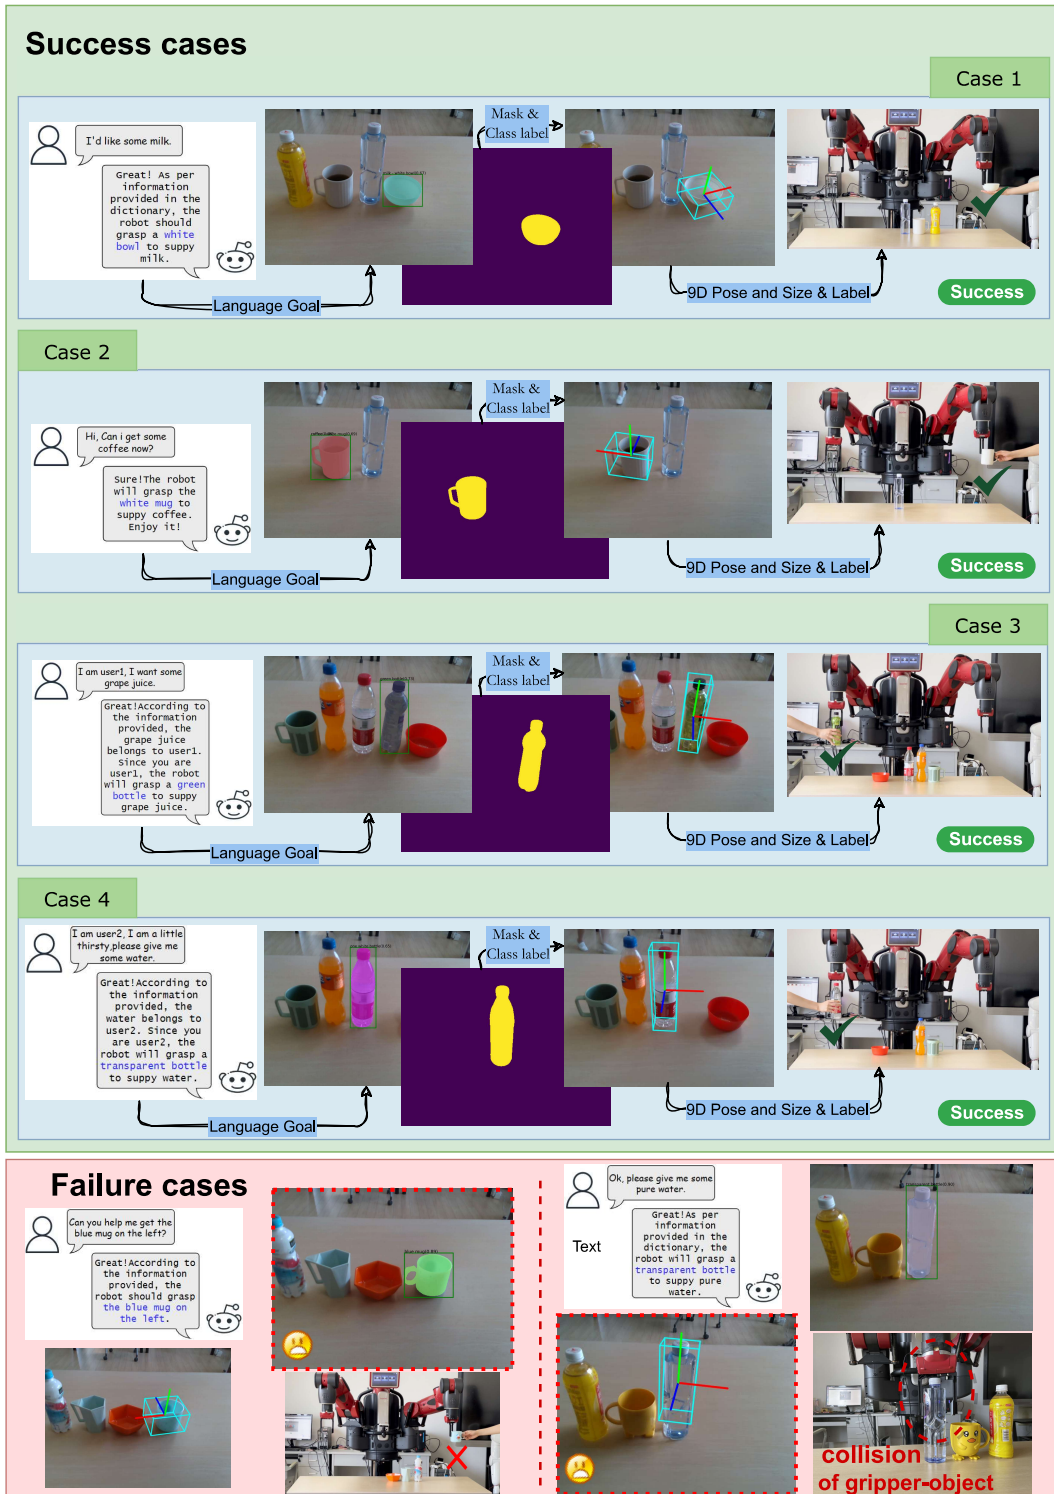 Success cases
Case 1
I'd like some milk.
Great! As per
information
provided in the
dictionary, the
robot should
grasp a white
bowl to suppy
milk.
Language Goal
Mask &
Class label
9D Pose and Size & Label
Success
Case 2
Hi, Can i get some
coffee now?
Sure!The robot
will grasp the
white mug to
suppy coffee.
Enjoy it!
Language Goal
Mask &
Class label
9D Pose and Size & Label
Success
Case 3
I am user1, I want some
grape juice.
Great!According to
the information
provided, the
grape juice
belongs to user1.
Since you are
user1, the robot
will grasp a green
bottle to suppy
grape juice.
Language Goal
Mask &
Class label
9D Pose and Size & Label
Success
Case 4
I am user2, I am a little
thirsty,please give me
some water.
Great!According to
the information
provided, the
water belongs to
user2. Since you
are user2, the
robot will grasp a
transparent bottle
to suppy water.
Language Goal
Mask &
Class label
9D Pose and Size & Label
Success
Failure cases
Can you help me get the
blue mug on the left?
Great!According to
the information
provided, the
robot should grasp
the blue mug on
the left.
Ok, please give me some
pure water.
Text
Great!As per
information
provided in the
dictionary, the
robot will grasp a
transparent bottle
to suppy pure
water.
collision
of gripper-object